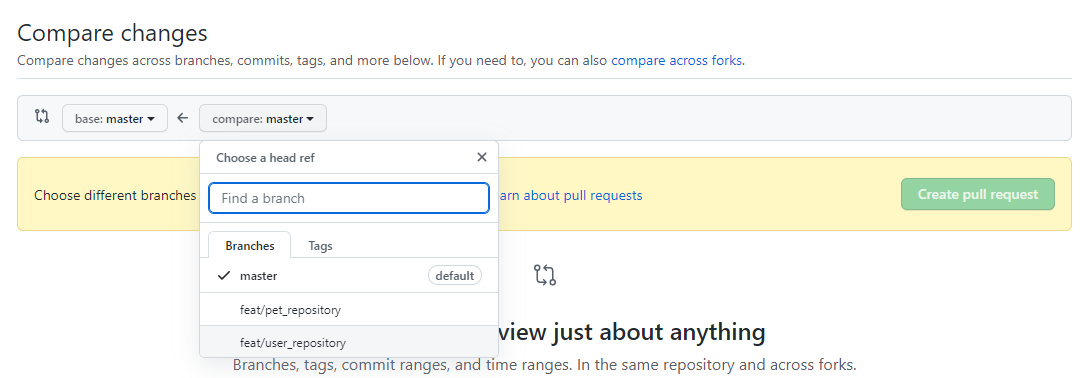 Compare changes
Compare changes across branches, commits, tags, and more below. If you need to, you can also compare across forks.
base: master compare: master
Choose a head ref
Choose different branches arn about pull requests Create pull request
Find a branch
Branches Tags
master default
feat/pet_repository
view just about anything
feat/user_repository
Branches, tags, commit ranges, and time ranges. In the same repository and across forks.